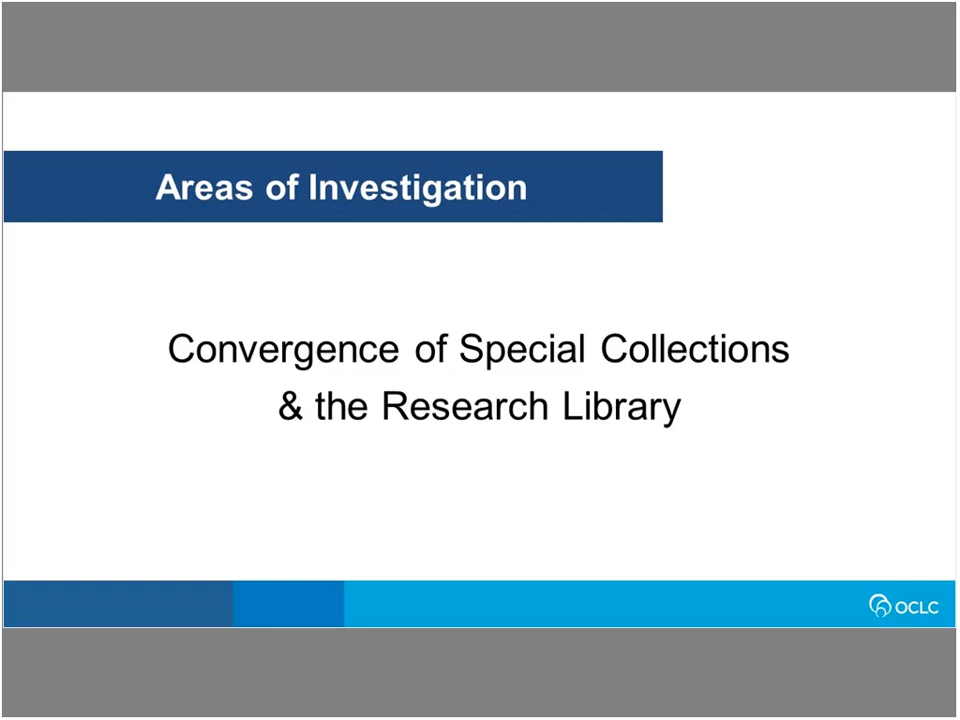 Areas of Investigation
Convergence of Special Collections
& the Research Library
OCLC